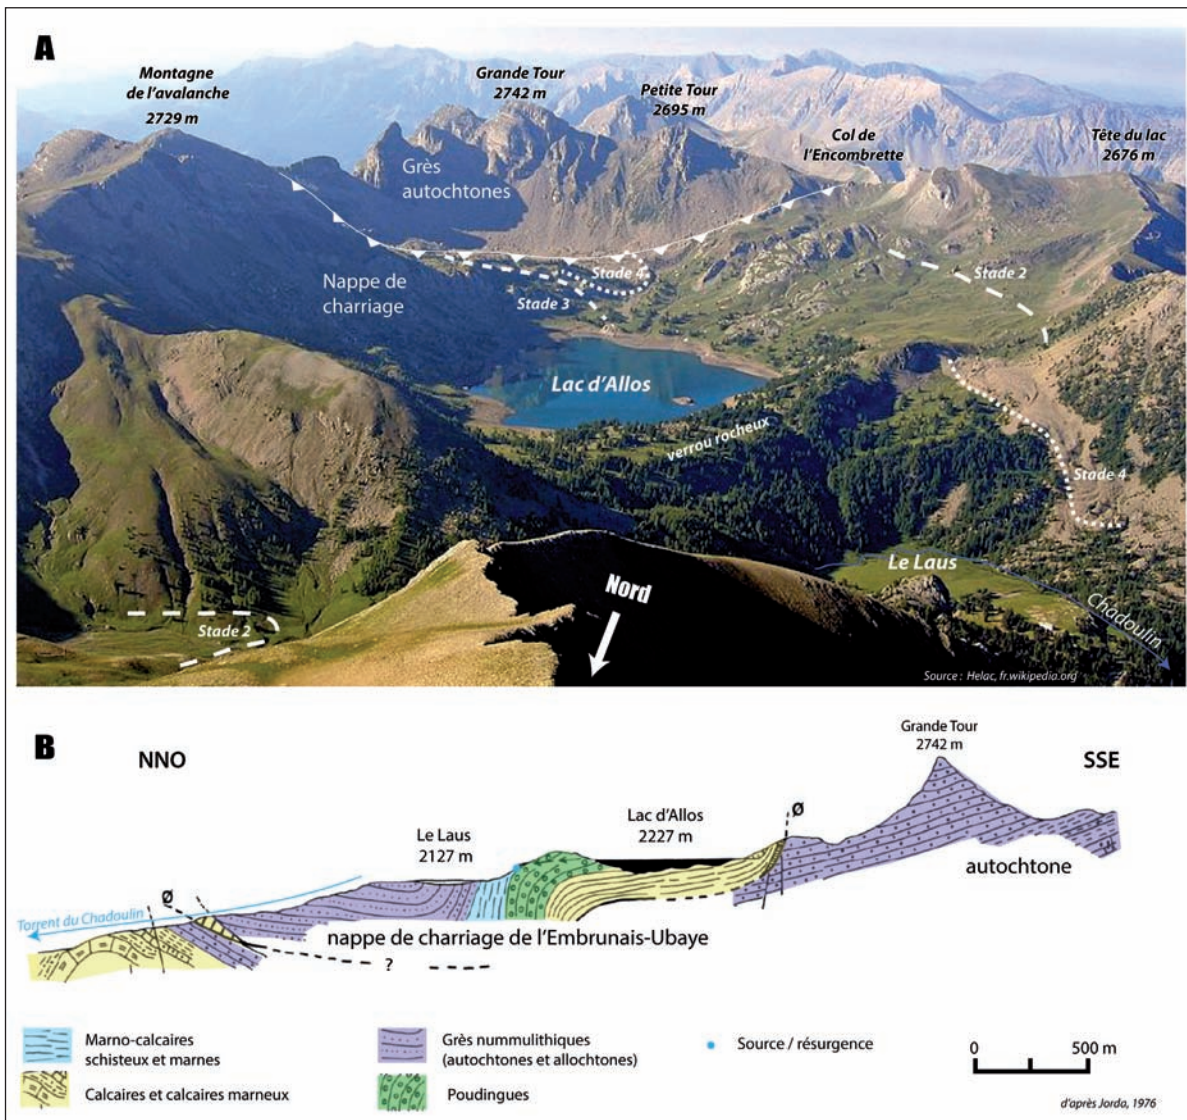 A
Montagne
de l'avalanche
2729 m
Grande Tour
2742 m
Petite Tour
2695 m
Col de
l'Encombrette
Tête du lac
2676 m
Grès
autochtones
Nappe de
charriage
Stade 4
Stade 3
Stade 2
Lac d'Allos
verrou rocheux
Stade 4
Le Laus
Chadoulin
Nord
Stade 2
Source : Helac, fr.wikipedia.org
B
NNO
SSE
Grande Tour
2742 m
Lac d'Allos
2227 m
Le Laus
2127 m
Ø
Ø
autochtone
Torrent du Chadoulin
nappe de charriage de l'Embrunais-Ubaye
?
Marno-calcaires
schisteux et marnes
Calcaires et calcaires marneux
Grès nummulithiques
(autochtones et allochtones)
Poudingues
Source / résurgence
0 500 m
d'après Jorda, 1976